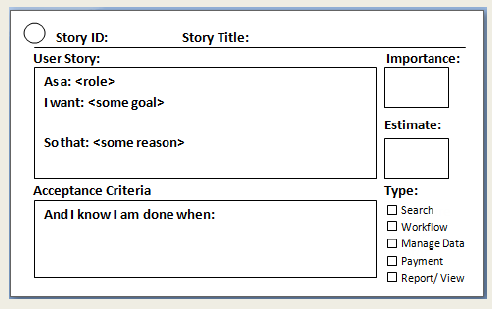 Story ID: Story Title:
User Story:
As a: <role>
I want: <some goal>
So that: <some reason>
Importance:
Estimate:
Acceptance Criteria
And I know I am done when:
Type:
Search
Workflow
Manage Data
Payment
Report/ View